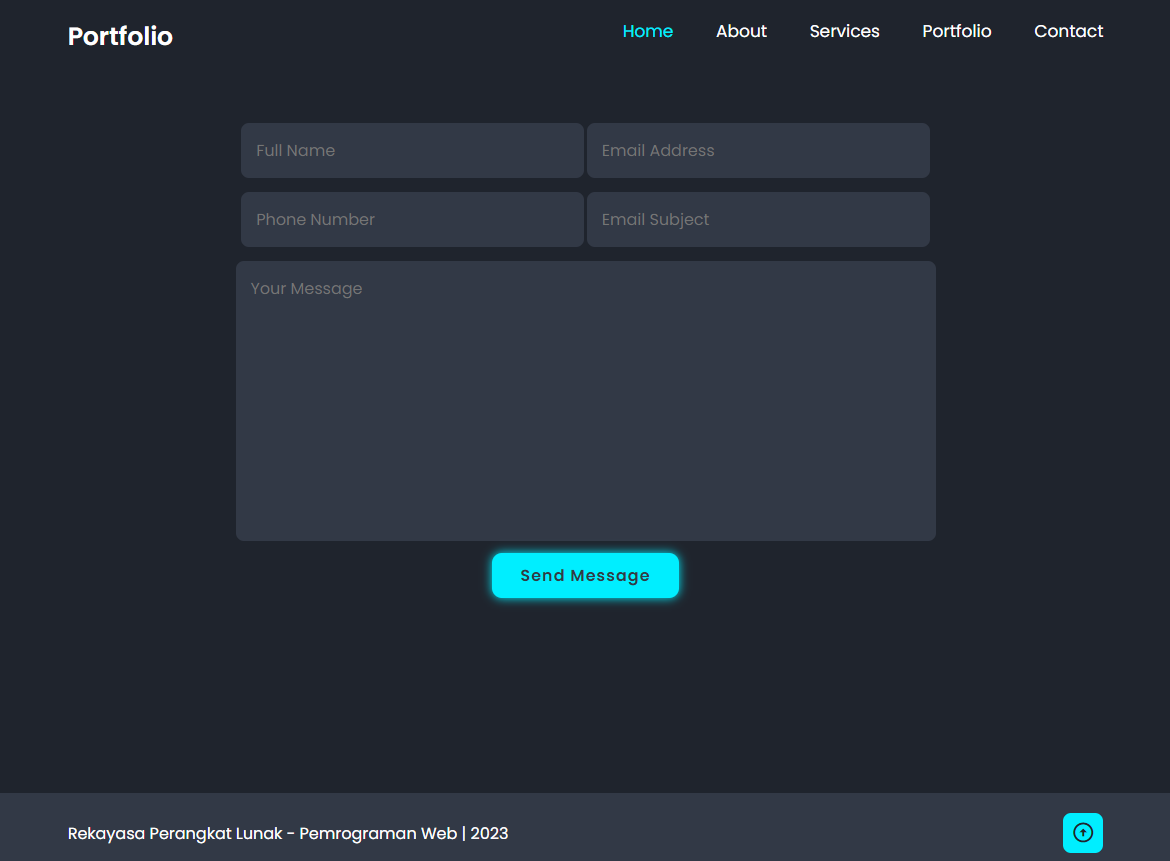 Portfolio
Home About Services Portfolio Contact
Full Name Email Address
Phone Number Email Subject
Your Message
Send Message
Rekayasa Perangkat Lunak - Pemrograman Web | 2023